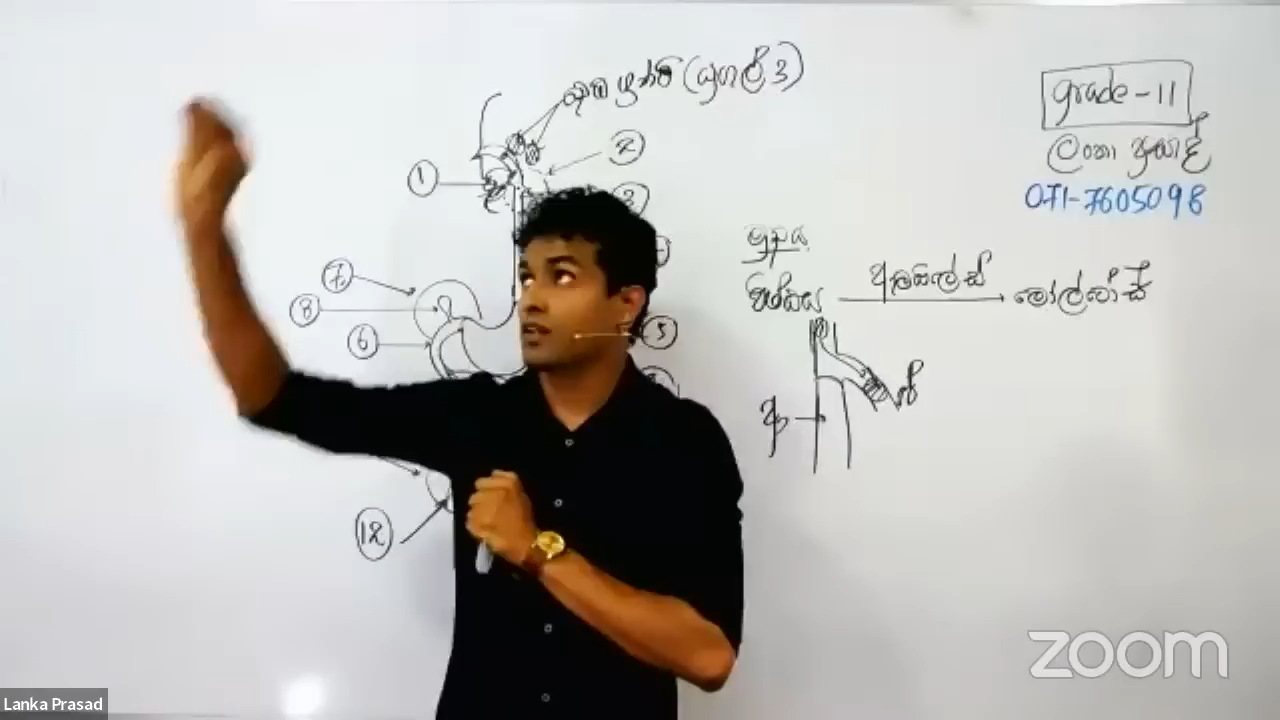 ඛේට ග්‍රන්ථි (යුගල් 3)
grade - 11
ලංකා ප්‍රසාද්
071-7605098
1
2
3
7
8
6
5
12
මුඛය
පිෂ්ඨය
ඇමයිලේස්
මෝල්ටෝස්
ZOOM
Lanka Prasad